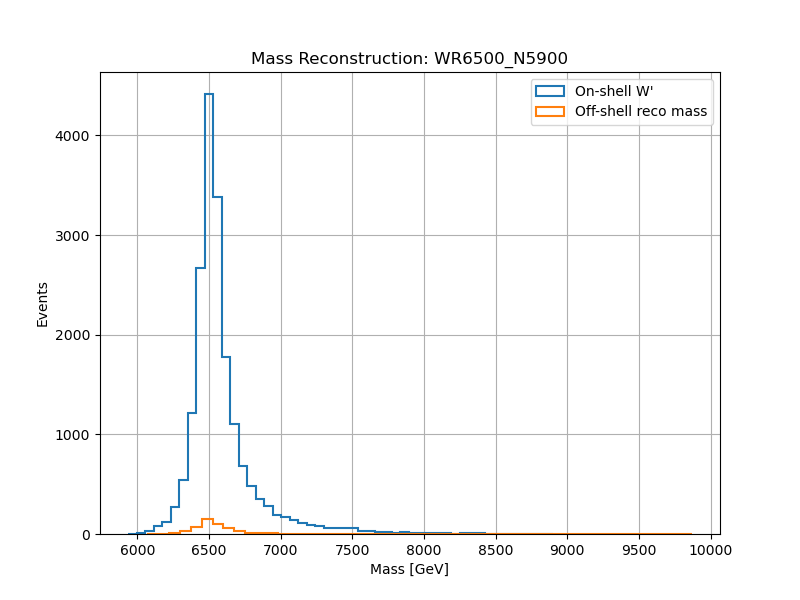 Mass Reconstruction: WR6500_N5900
On-shell W'
Off-shell reco mass
Events
4000
3000
2000
1000
0
6000 6500 7000 7500 8000 8500 9000 9500 10000
Mass [GeV]